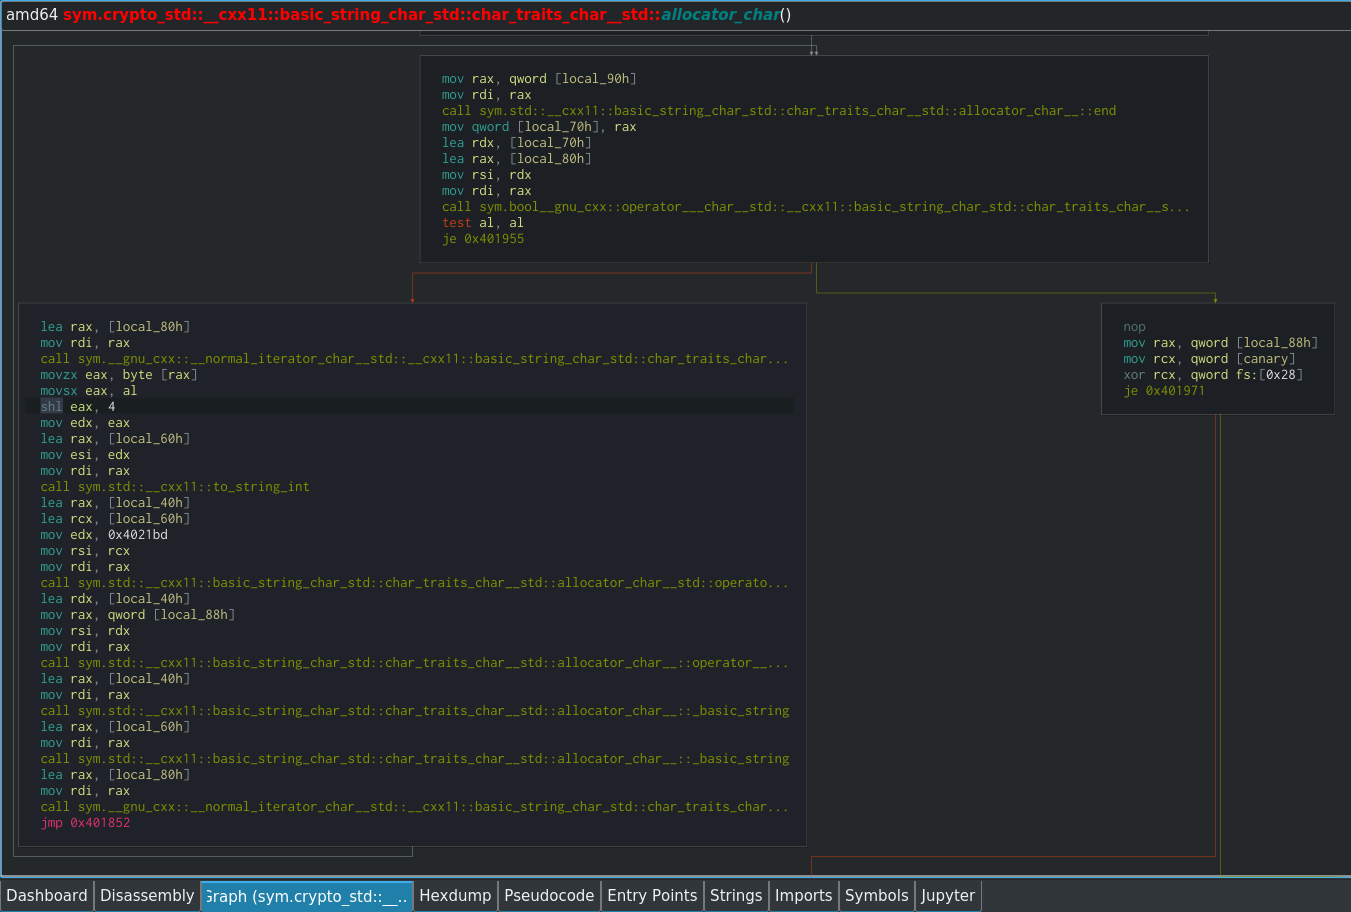 amd64 sym.crypto_std::__cxx11::basic_string_char_std::char_traits_char__std::allocator_char()
mov rax, qword [local_90h]
mov rdi, rax
call sym.std::__cxx11::basic_string_char_std::char_traits_char__std::allocator_char__::end
mov qword [local_70h], rax
lea rdx, [local_70h]
lea rax, [local_80h]
mov rsi, rdx
mov rdi, rax
call sym.bool__gnu_cxx::operator___char__std::__cxx11::basic_string_char_std::char_traits_char__s...
test al, al
je 0x401955
lea rax, [local_80h]
mov rdi, rax
call sym.__gnu_cxx::__normal_iterator_char__std::__cxx11::basic_string_char_std::char_traits_char...
movzx eax, byte [rax]
movsx eax, al
shl eax, 4
mov edx, eax
lea rax, [local_60h]
mov esi, edx
mov rdi, rax
call sym.std::__cxx11::to_string_int
lea rax, [local_40h]
lea rcx, [local_60h]
mov edx, 0x4021bd
mov rsi, rcx
mov rdi, rax
call sym.std::__cxx11::basic_string_char_std::char_traits_char__std::allocator_char__std::operato...
lea rdx, [local_40h]
mov rax, qword [local_88h]
mov rsi, rdx
mov rdi, rax
call sym.std::__cxx11::basic_string_char_std::char_traits_char__std::allocator_char__::operator__...
lea rax, [local_40h]
mov rdi, rax
call sym.std::__cxx11::basic_string_char_std::char_traits_char__std::allocator_char__::_basic_string
lea rax, [local_60h]
mov rdi, rax
call sym.std::__cxx11::basic_string_char_std::char_traits_char__std::allocator_char__::_basic_string
lea rax, [local_80h]
mov rdi, rax
call sym.__gnu_cxx::__normal_iterator_char__std::__cxx11::basic_string_char_std::char_traits_char...
jmp 0x401852
nop
mov rax, qword [local_88h]
mov rcx, qword [canary]
xor rcx, qword fs:[0x28]
je 0x401971
Dashboard Disassembly Graph (sym.crypto_std::__.. Hexdump Pseudocode Entry Points Strings Imports Symbols Jupyter